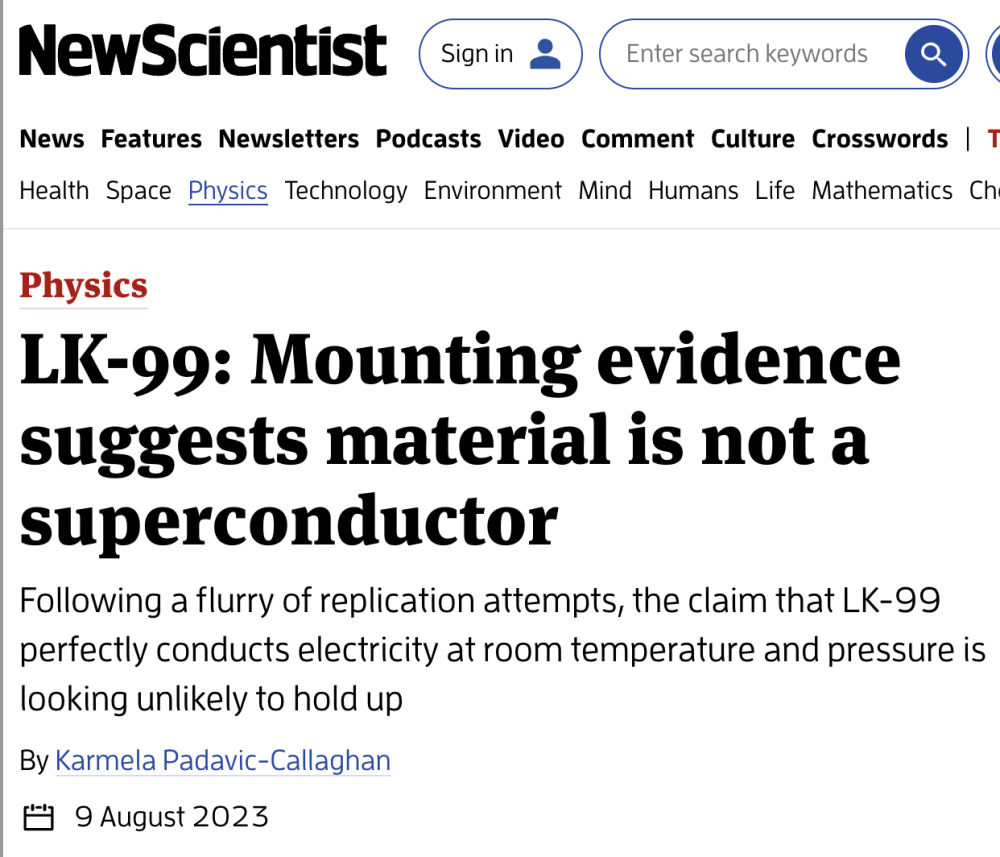 NewScientist
Sign in
Enter search keywords
News Features Newsletters Podcasts Video Comment Culture Crosswords |
Health Space Physics Technology Environment Mind Humans Life Mathematics
Physics
LK-99: Mounting evidence
suggests material is not a
superconductor
Following a flurry of replication attempts, the claim that LK-99
perfectly conducts electricity at room temperature and pressure is
looking unlikely to hold up
By Karmela Padavic-Callaghan
9 August 2023